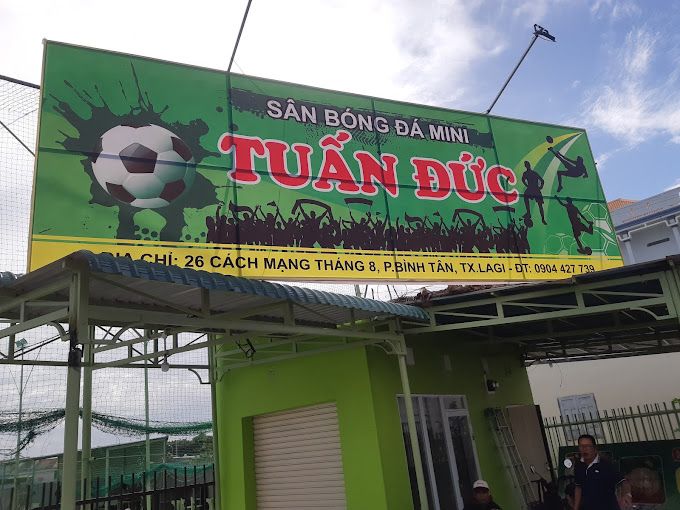 SÂN BÓNG ĐÁ MINI
TUẤN ĐỨC
ĐỊA CHỈ: 26 CÁCH MẠNG THÁNG 8, P.BÌNH TÂN, TX.LAGI - ĐT: 0904 427 739